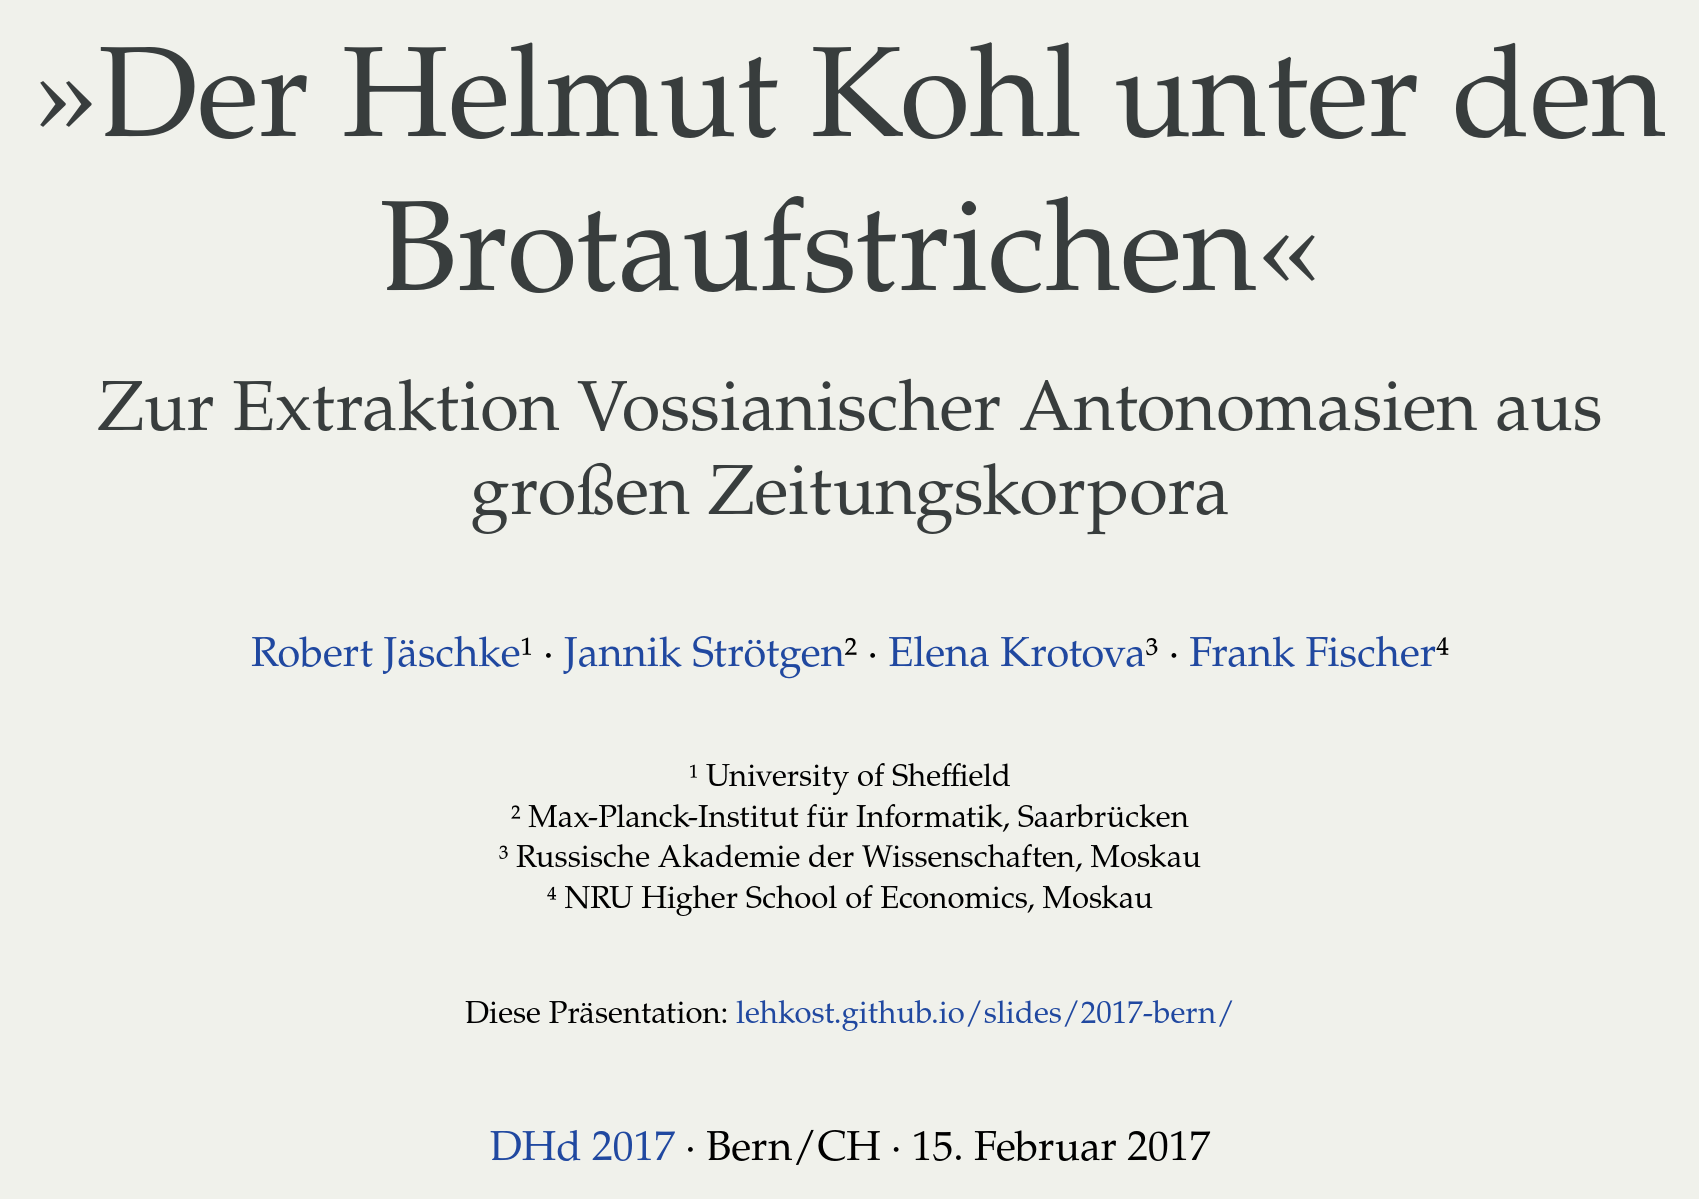 »Der Helmut Kohl unter den
Brotaufstrichen«
Zur Extraktion Vossianischer Antonomasien aus
großen Zeitungskorpora
Robert Jäschke¹ · Jannik Strötgen² · Elena Krotova³ · Frank Fischer⁴
¹ University of Sheffield
² Max-Planck-Institut für Informatik, Saarbrücken
³ Russische Akademie der Wissenschaften, Moskau
⁴ NRU Higher School of Economics, Moskau
Diese Präsentation: lehkost.github.io/slides/2017-bern/
DHd 2017 · Bern/CH · 15. Februar 2017